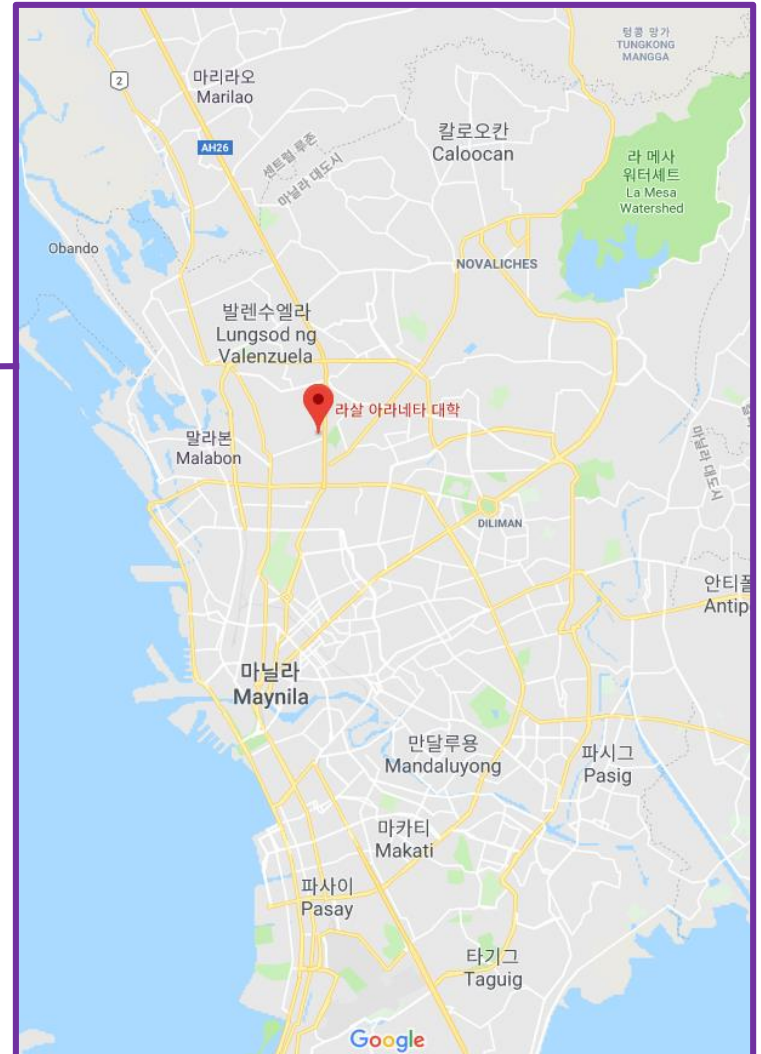 텅콩 망가
TUNGKONG
MANGGA
2
마리라오
Marilao
칼로오칸
Caloocan
AH26
센트럴 루존
마닐라 대도시
라 메사
워터셰트
La Mesa
Watershed
Obando
NOVALICHES
발렌수엘라
Lungsod ng
Valenzuela
라살 아라네타 대학
말라본
Malabon
마닐라 대도시
DILIMAN
안티폴
Antip
마닐라
Maynila
만달루용
Mandaluyong
파시그
Pasig
마카티
Makati
파사이
Pasay
타기그
Taguig
Google